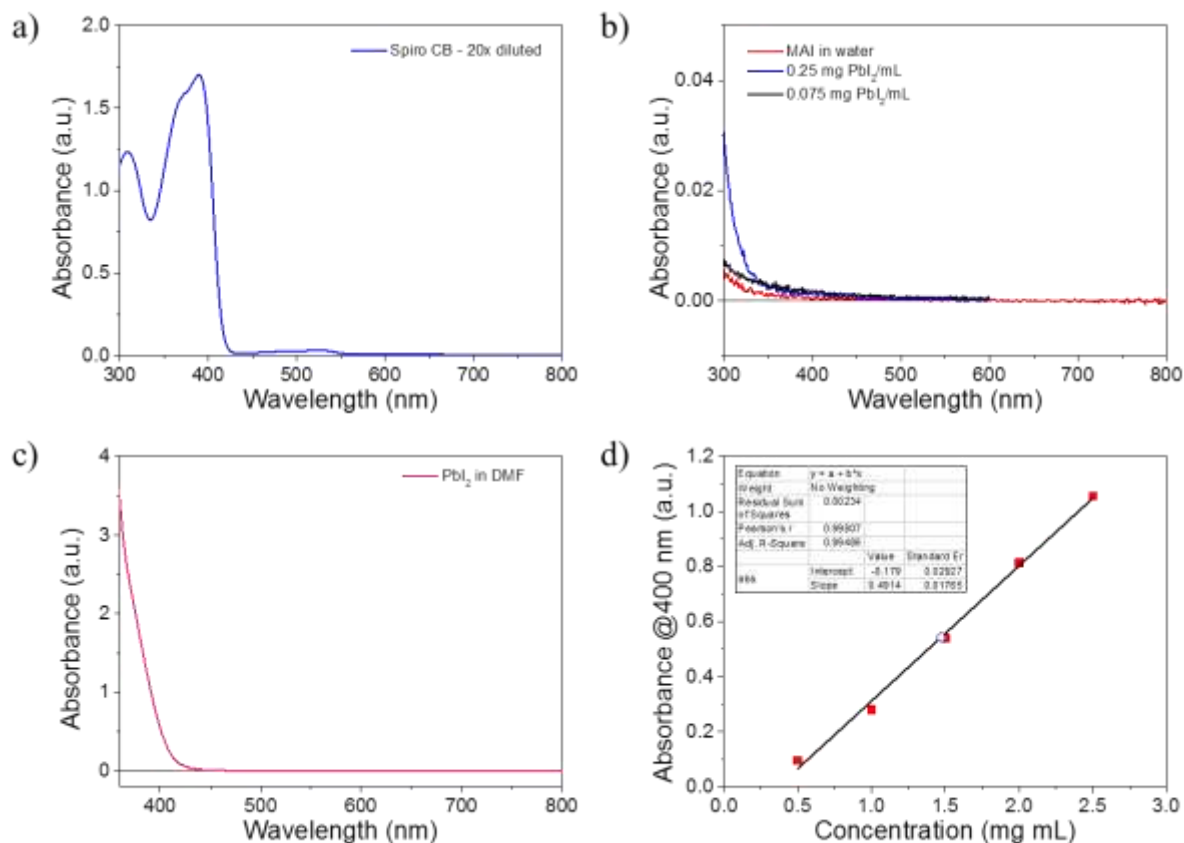 a)
2.0
1.5
1.0
0.5
0.0
Absorbance (a.u.)
Spiro CB - 20x diluted
300 400 500 600 700 800
Wavelength (nm)
b)
0.04
0.02
0.00
Absorbance (a.u.)
MAI in water
0.25 mg PbI₂/mL
0.075 mg PbI₂/mL
300 400 500 600 700 800
Wavelength (nm)
c)
4
3
2
1
0
Absorbance (a.u.)
PbI₂ in DMF
400 500 600 700 800
Wavelength (nm)
d)
1.2
1.0
0.8
0.6
0.4
0.2
0.0
Absorbance @400 nm (a.u.)
Equation y = a + b*x
Weight No Weighting
Residual Sum of Squares 0.00234
Pearson's r 0.99807
Adj. R-Square
Value Standard Er
Intercept -0.179 0.02927
Slope 0.4914 0.01765
0.0 0.5 1.0 1.5 2.0 2.5 3.0
Concentration (mg mL)